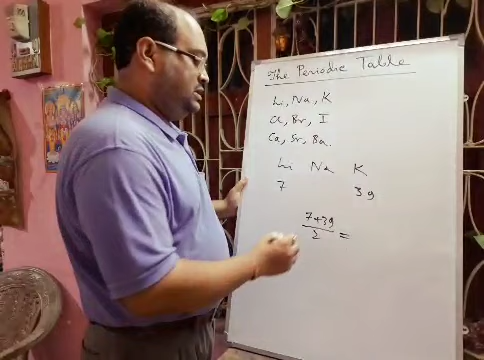 The Periodic Table
Li, Na, K
Cl, Br, I
Ca, Sr, Ba.
Li Na K
7 39
7+39
2 =